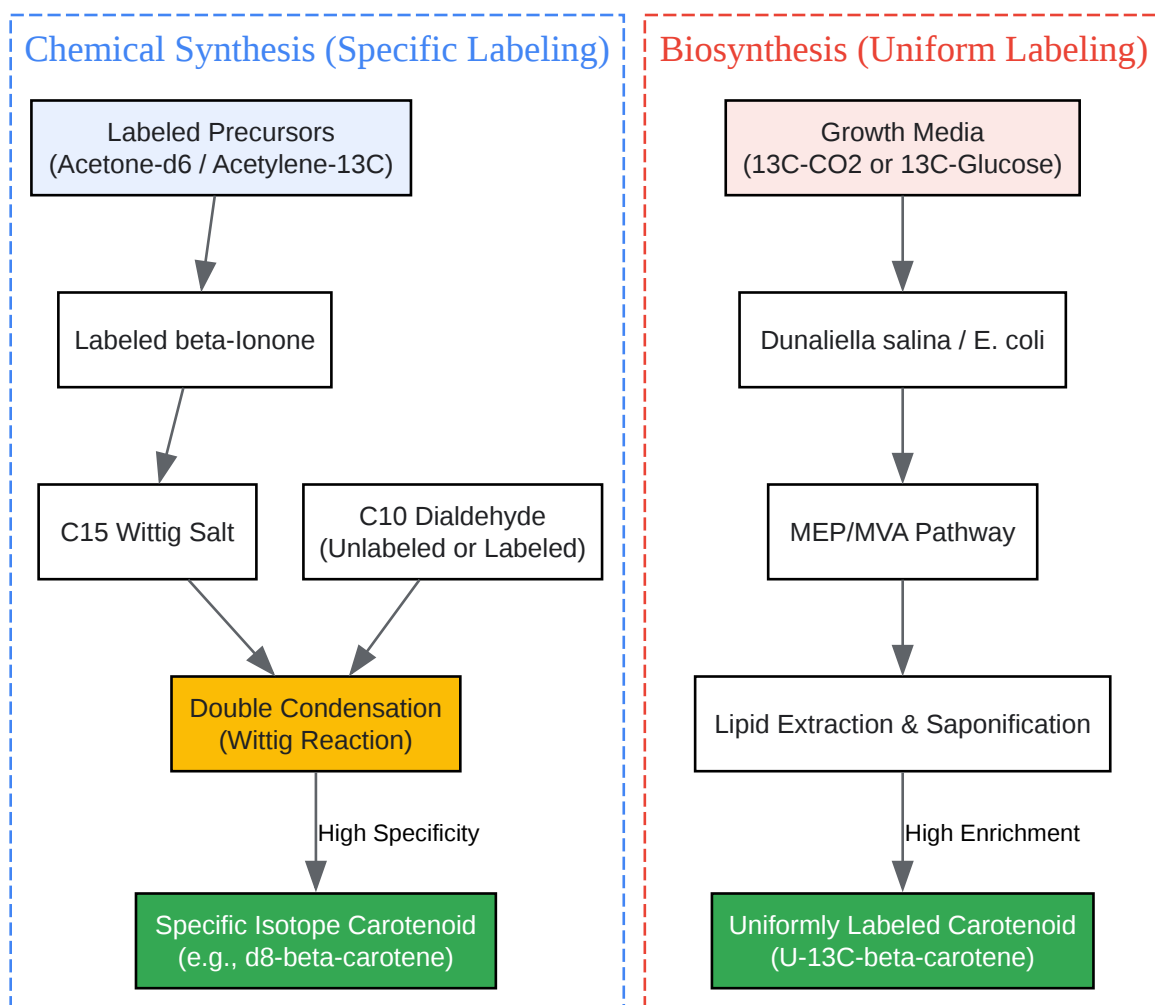 Chemical Synthesis (Specific Labeling)
Labeled Precursors
(Acetone-d6 / Acetylene-13C)
Labeled beta-Ionone
C15 Wittig Salt
C10 Dialdehyde
(Unlabeled or Labeled)
Double Condensation
(Wittig Reaction)
High Specificity
Specific Isotope Carotenoid
(e.g., d8-beta-carotene)
Biosynthesis (Uniform Labeling)
Growth Media
(13C-CO2 or 13C-Glucose)
Dunaliella salina / E. coli
MEP/MVA Pathway
Lipid Extraction & Saponification
High Enrichment
Uniformly Labeled Carotenoid
(U-13C-beta-carotene)